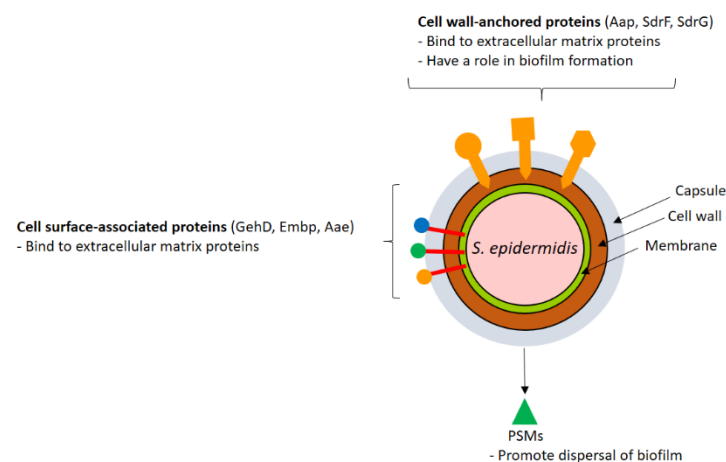 Cell wall-anchored proteins (Aap, SdrF, SdrG)
- Bind to extracellular matrix proteins
- Have a role in biofilm formation
Capsule
Cell wall
Membrane
Cell surface-associated proteins (GehD, Embp, Aae)
- Bind to extracellular matrix proteins
S. epidermidis
PSMs
- Promote dispersal of biofilm